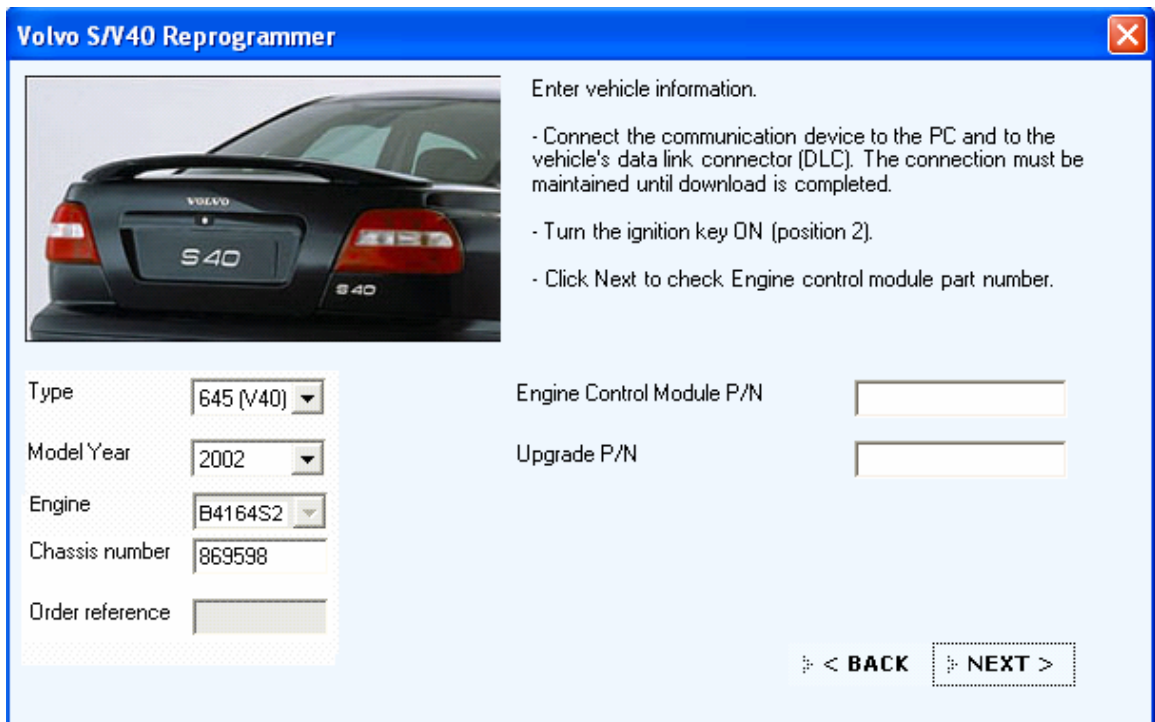 Volvo S/V40 Reprogrammer
VOLVO
S 40
S 40
Enter vehicle information.
- Connect the communication device to the PC and to the
vehicle's data link connector (DLC). The connection must be
maintained until download is completed.
- Turn the ignition key ON (position 2).
- Click Next to check Engine control module part number.
Type 645 (V40)
Model Year 2002
Engine B4164S2
Chassis number 869598
Order reference
Engine Control Module P/N
Upgrade P/N
< BACK NEXT >